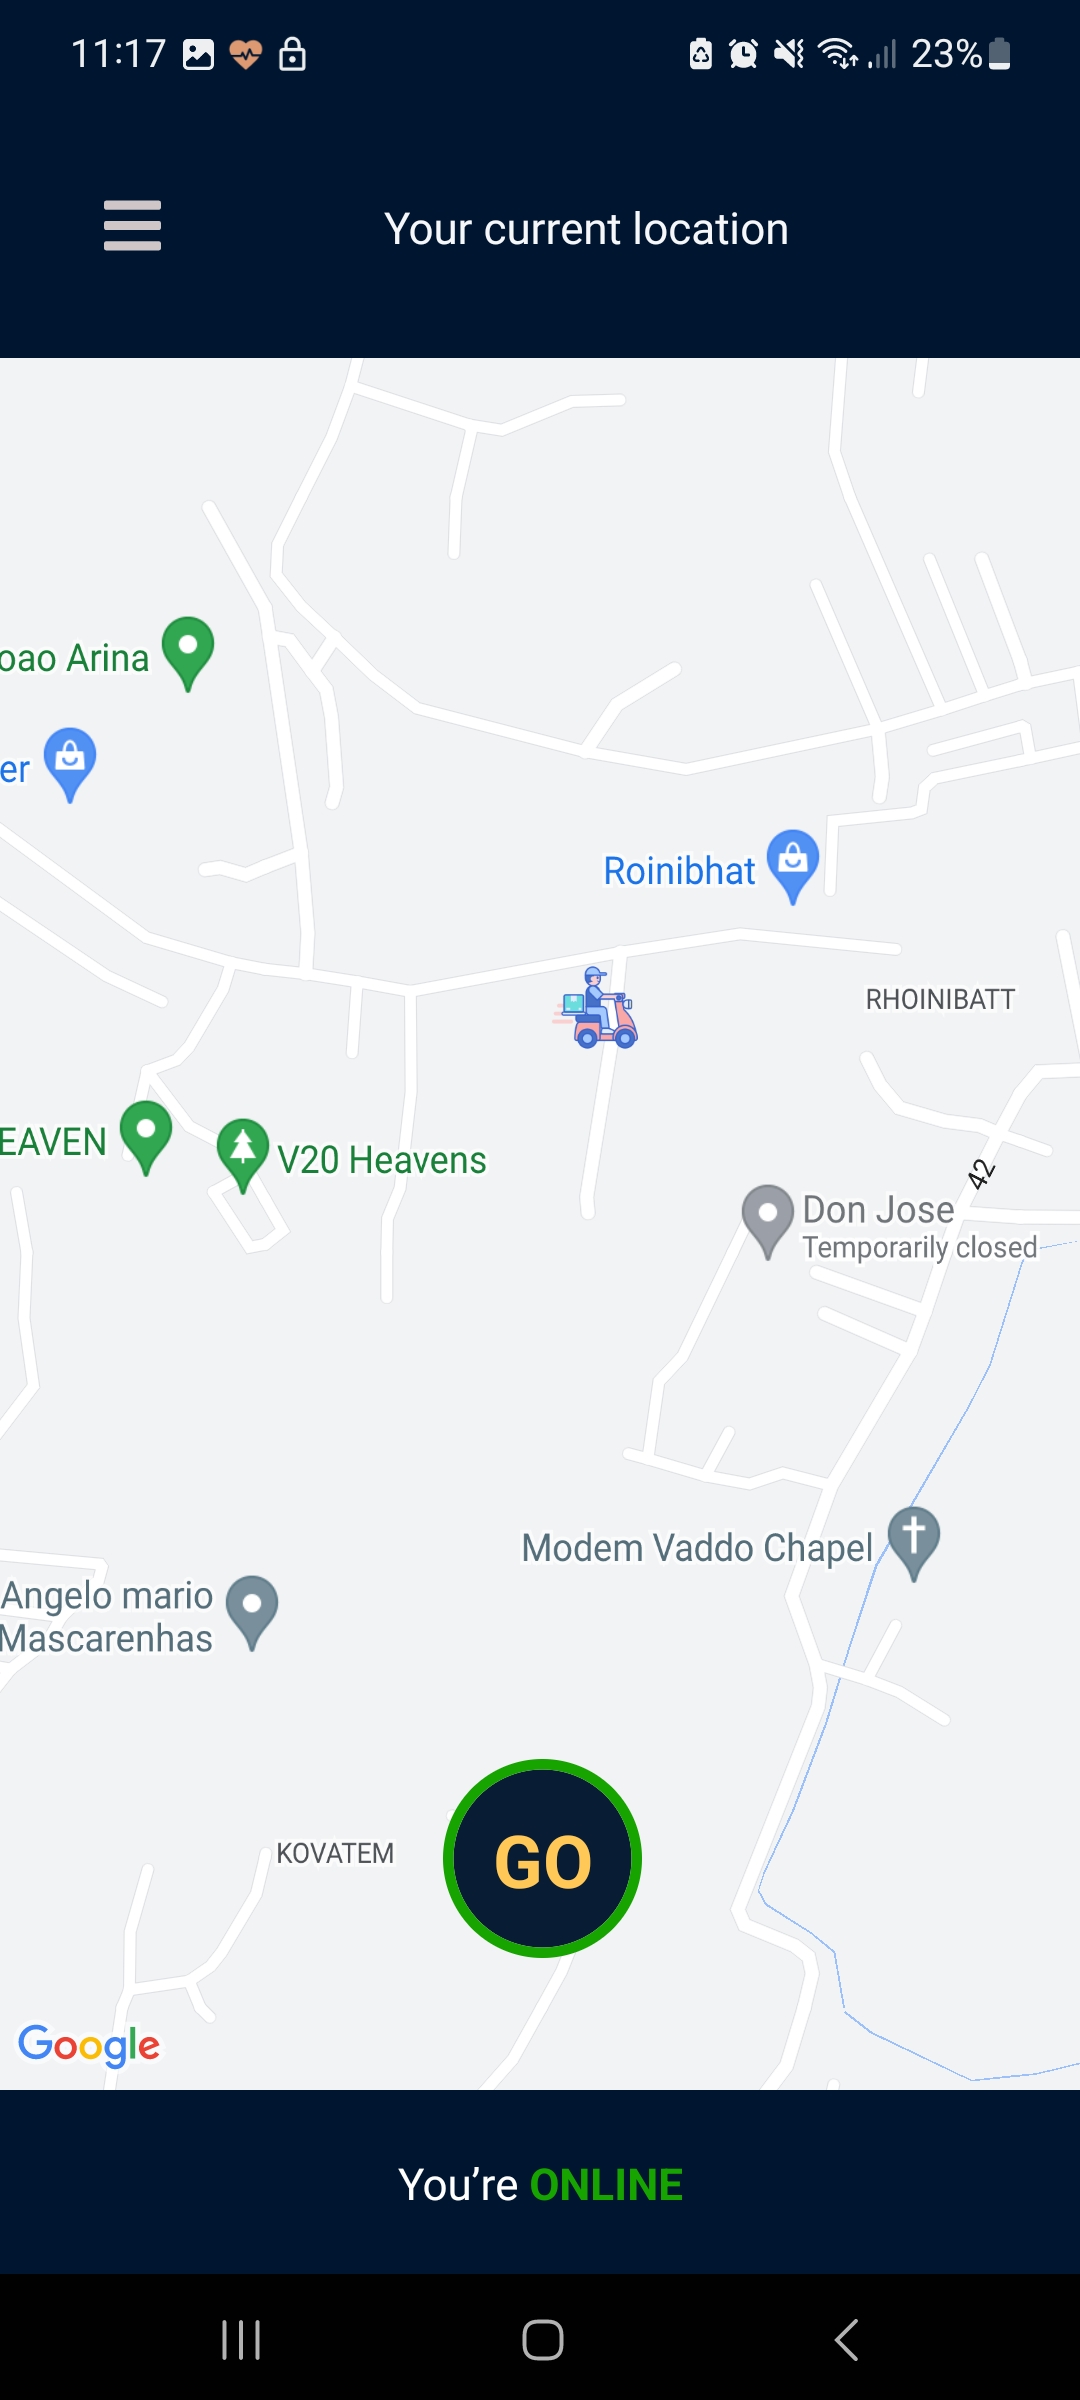 11:17
23%
Your current location
oao Arina
er
Roinibhat
RHOINIBATT
EAVEN
V20 Heavens
42
Don Jose
Temporarily closed
Modem Vaddo Chapel
Angelo mario
Mascarenhas
GO
KOVATEM
Google
You’re ONLINE